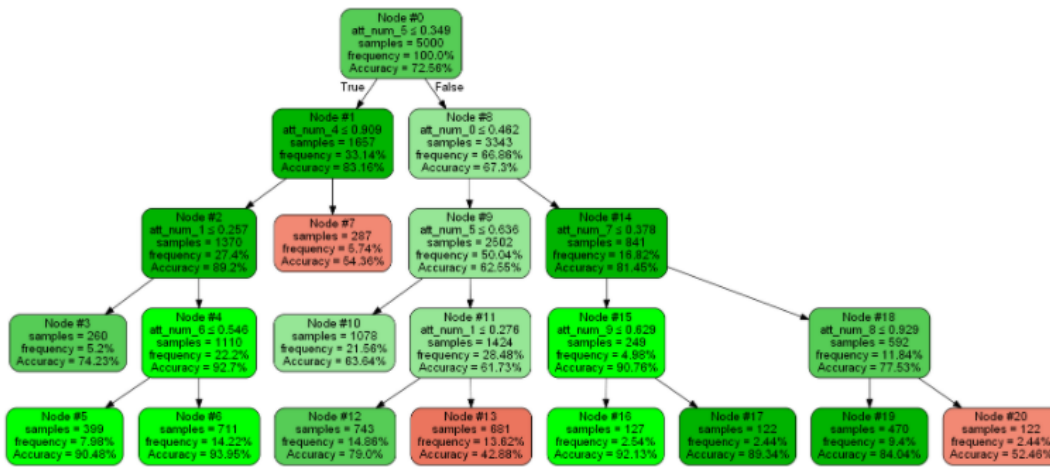 Node #0
att_num_5 ≤ 0.349
samples = 5000
frequency = 100.0%
Accuracy = 72.56%
True
False
Node #1
att_num_4 ≤ 0.909
samples = 1657
frequency = 33.14%
Accuracy = 83.16%
Node #8
att_num_0 ≤ 0.462
samples = 3343
frequency = 66.86%
Accuracy = 67.3%
Node #2
att_num_1 ≤ 0.257
samples = 1370
frequency = 27.4%
Accuracy = 89.2%
Node #7
samples = 287
frequency = 5.74%
Accuracy = 54.36%
Node #9
att_num_5 ≤ 0.636
samples = 2502
frequency = 50.04%
Accuracy = 62.55%
Node #14
att_num_7 ≤ 0.378
samples = 841
frequency = 16.82%
Accuracy = 81.45%
Node #3
samples = 260
frequency = 5.2%
Accuracy = 74.23%
Node #4
att_num_6 ≤ 0.546
samples = 1110
frequency = 22.2%
Accuracy = 92.7%
Node #10
samples = 1078
frequency = 21.56%
Accuracy = 63.64%
Node #11
att_num_1 ≤ 0.276
samples = 1424
frequency = 28.48%
Accuracy = 61.73%
Node #15
att_num_9 ≤ 0.629
samples = 249
frequency = 4.98%
Accuracy = 90.76%
Node #18
att_num_8 ≤ 0.929
samples = 592
frequency = 11.84%
Accuracy = 77.53%
Node #5
samples = 399
frequency = 7.98%
Accuracy = 90.48%
Node #6
samples = 711
frequency = 14.22%
Accuracy = 93.95%
Node #12
samples = 743
frequency = 14.86%
Accuracy = 79.0%
Node #13
samples = 681
frequency = 13.62%
Accuracy = 42.88%
Node #16
samples = 127
frequency = 2.54%
Accuracy = 92.13%
Node #17
samples = 122
frequency = 2.44%
Accuracy = 89.34%
Node #19
samples = 470
frequency = 9.4%
Accuracy = 84.04%
Node #20
samples = 122
frequency = 2.44%
Accuracy = 52.46%